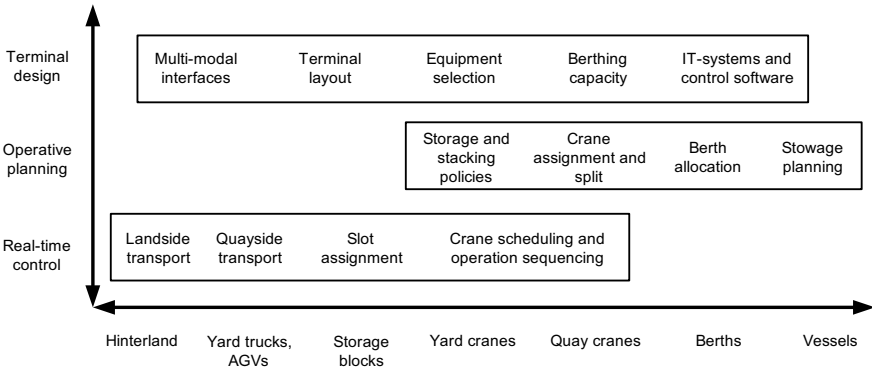 Terminal
design
Multi-modal
interfaces
Terminal
layout
Equipment
selection
Berthing
capacity
IT-systems and
control software
Operative
planning
Storage and
stacking
policies
Crane
assignment and
split
Berth
allocation
Stowage
planning
Real-time
control
Landside
transport
Quayside
transport
Slot
assignment
Crane scheduling and
operation sequencing
Hinterland
Yard trucks,
AGVs
Storage
blocks
Yard cranes
Quay cranes
Berths
Vessels